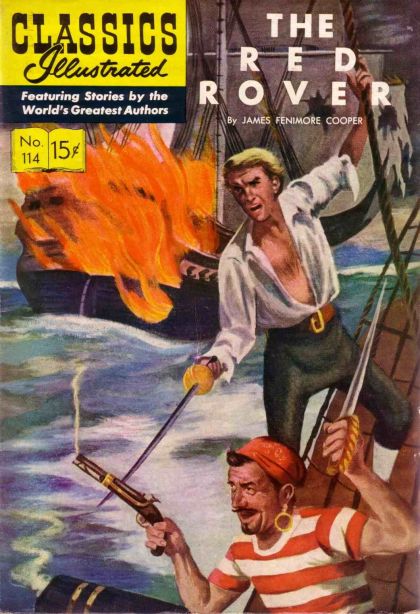 CLASSICS
Illustrated
Featuring Stories by the
World's Greatest Authors
No.
114
15¢
THE
RED
ROVER
By JAMES FENIMORE COOPER